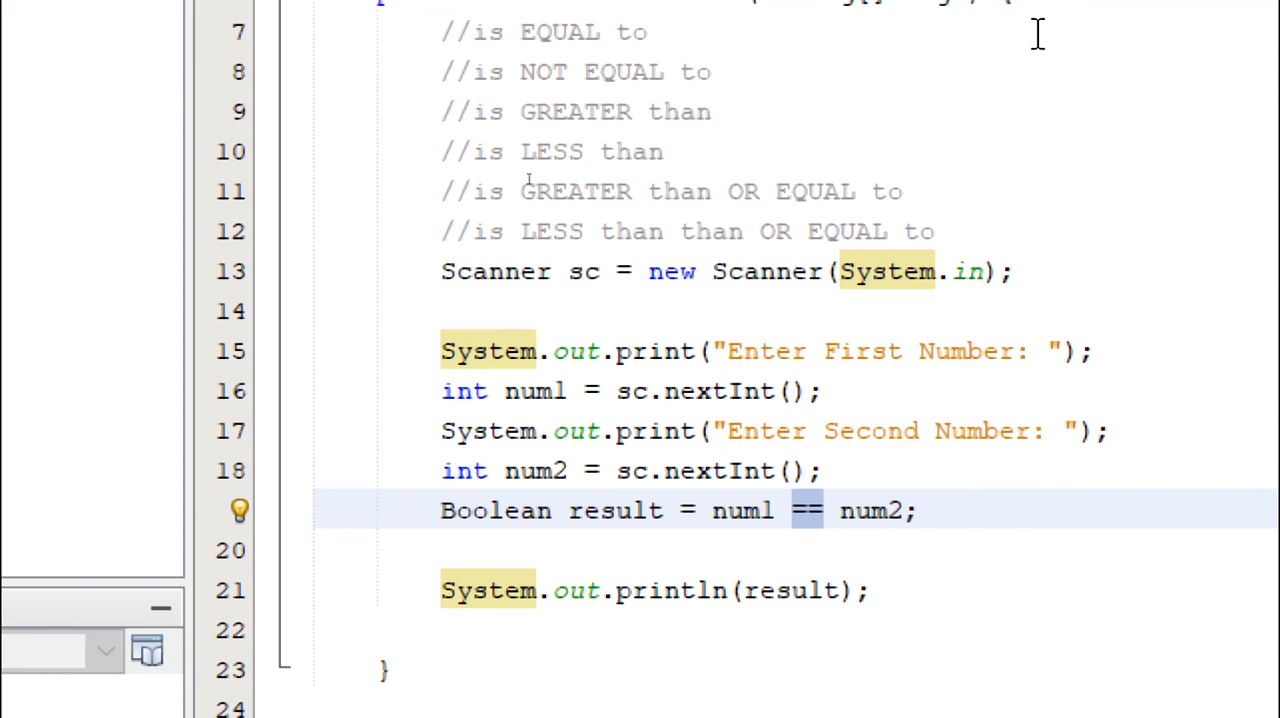 7 //is EQUAL to
8 //is NOT EQUAL to
9 //is GREATER than
10 //is LESS than
11 //is GREATER than OR EQUAL to
12 //is LESS than than OR EQUAL to
13 Scanner sc = new Scanner(System.in);
14
15 System.out.print("Enter First Number: ");
16 int num1 = sc.nextInt();
17 System.out.print("Enter Second Number: ");
18 int num2 = sc.nextInt();
Boolean result = num1 == num2;
20
21 System.out.println(result);
22
23 }
24